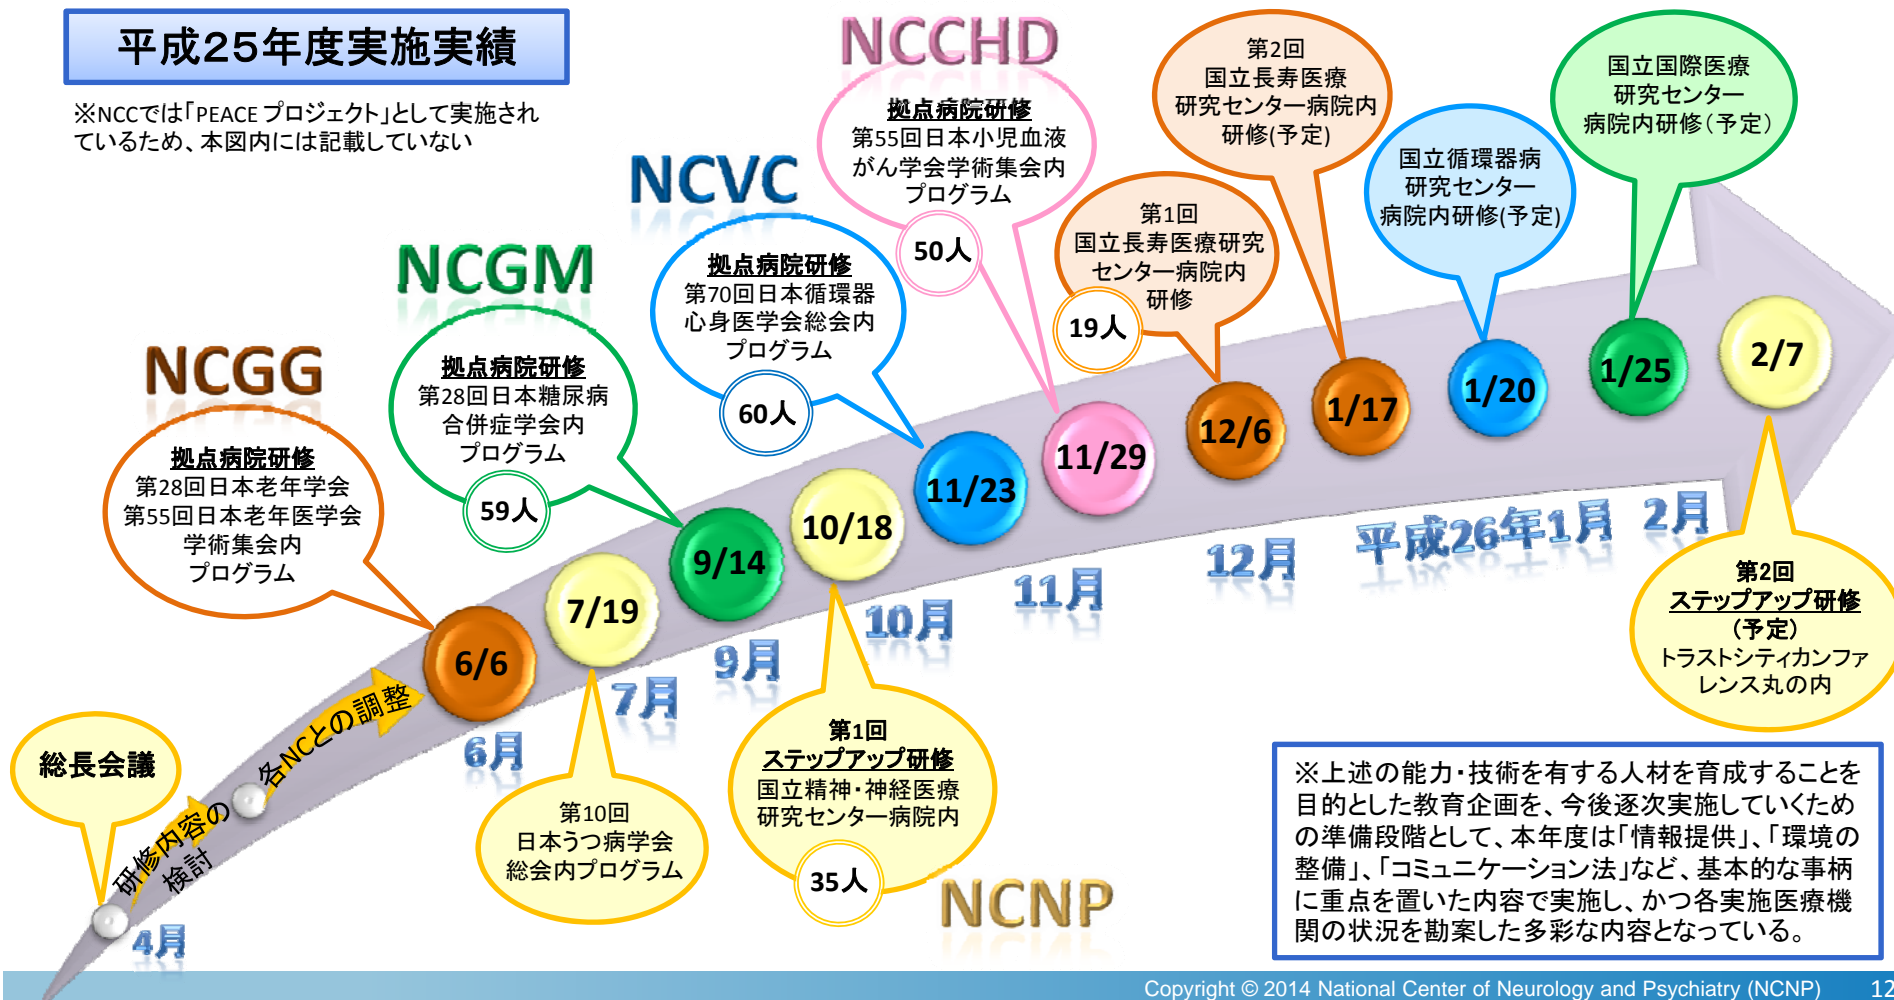 平成25年度実施実績
※NCCでは「PEACE プロジェクト」として実施され
ているため、本図内には記載していない
NCGG
拠点病院研修
第28回日本老年学会
第55回日本老年医学会
学術集会内
プログラム
NCGM
拠点病院研修
第28回日本糖尿病
合併症学会内
プログラム
59人
NCVC
拠点病院研修
第70回日本循環器
心身医学会総会内
プログラム
60人
NCCHD
拠点病院研修
第55回日本小児血液
がん学会学術集会内
プログラム
50人
第1回
国立長寿医療研究
センター病院内
研修
19人
第2回
国立長寿医療
研究センター病院内
研修(予定)
国立循環器病
研究センター
病院内研修(予定)
国立国際医療
研究センター
病院内研修（予定）
総長会議
研修内容の
検討
各NCとの調整
6/6
7/19
9/14
10/18
11/23
11/29
12/6
1/17
1/20
1/25
2/7
4月
6月
7月
9月
10月
11月
12月
平成26年1月
2月
第10回
日本うつ病学会
総会内プログラム
第1回
ステップアップ研修
国立精神・神経医療
研究センター病院内
35人
NCNP
第2回
ステップアップ研修
(予定)
トラストシティカンファ
レンス丸の内
※上述の能力・技術を有する人材を育成することを
目的とした教育企画を、今後逐次実施していくため
の準備段階として、本年度は「情報提供」、「環境の
整備」、「コミュニケーション法」など、基本的な事柄
に重点を置いた内容で実施し、かつ各実施医療機
関の状況を勘案した多彩な内容となっている。
Copyright © 2014 National Center of Neurology and Psychiatry (NCNP)
12